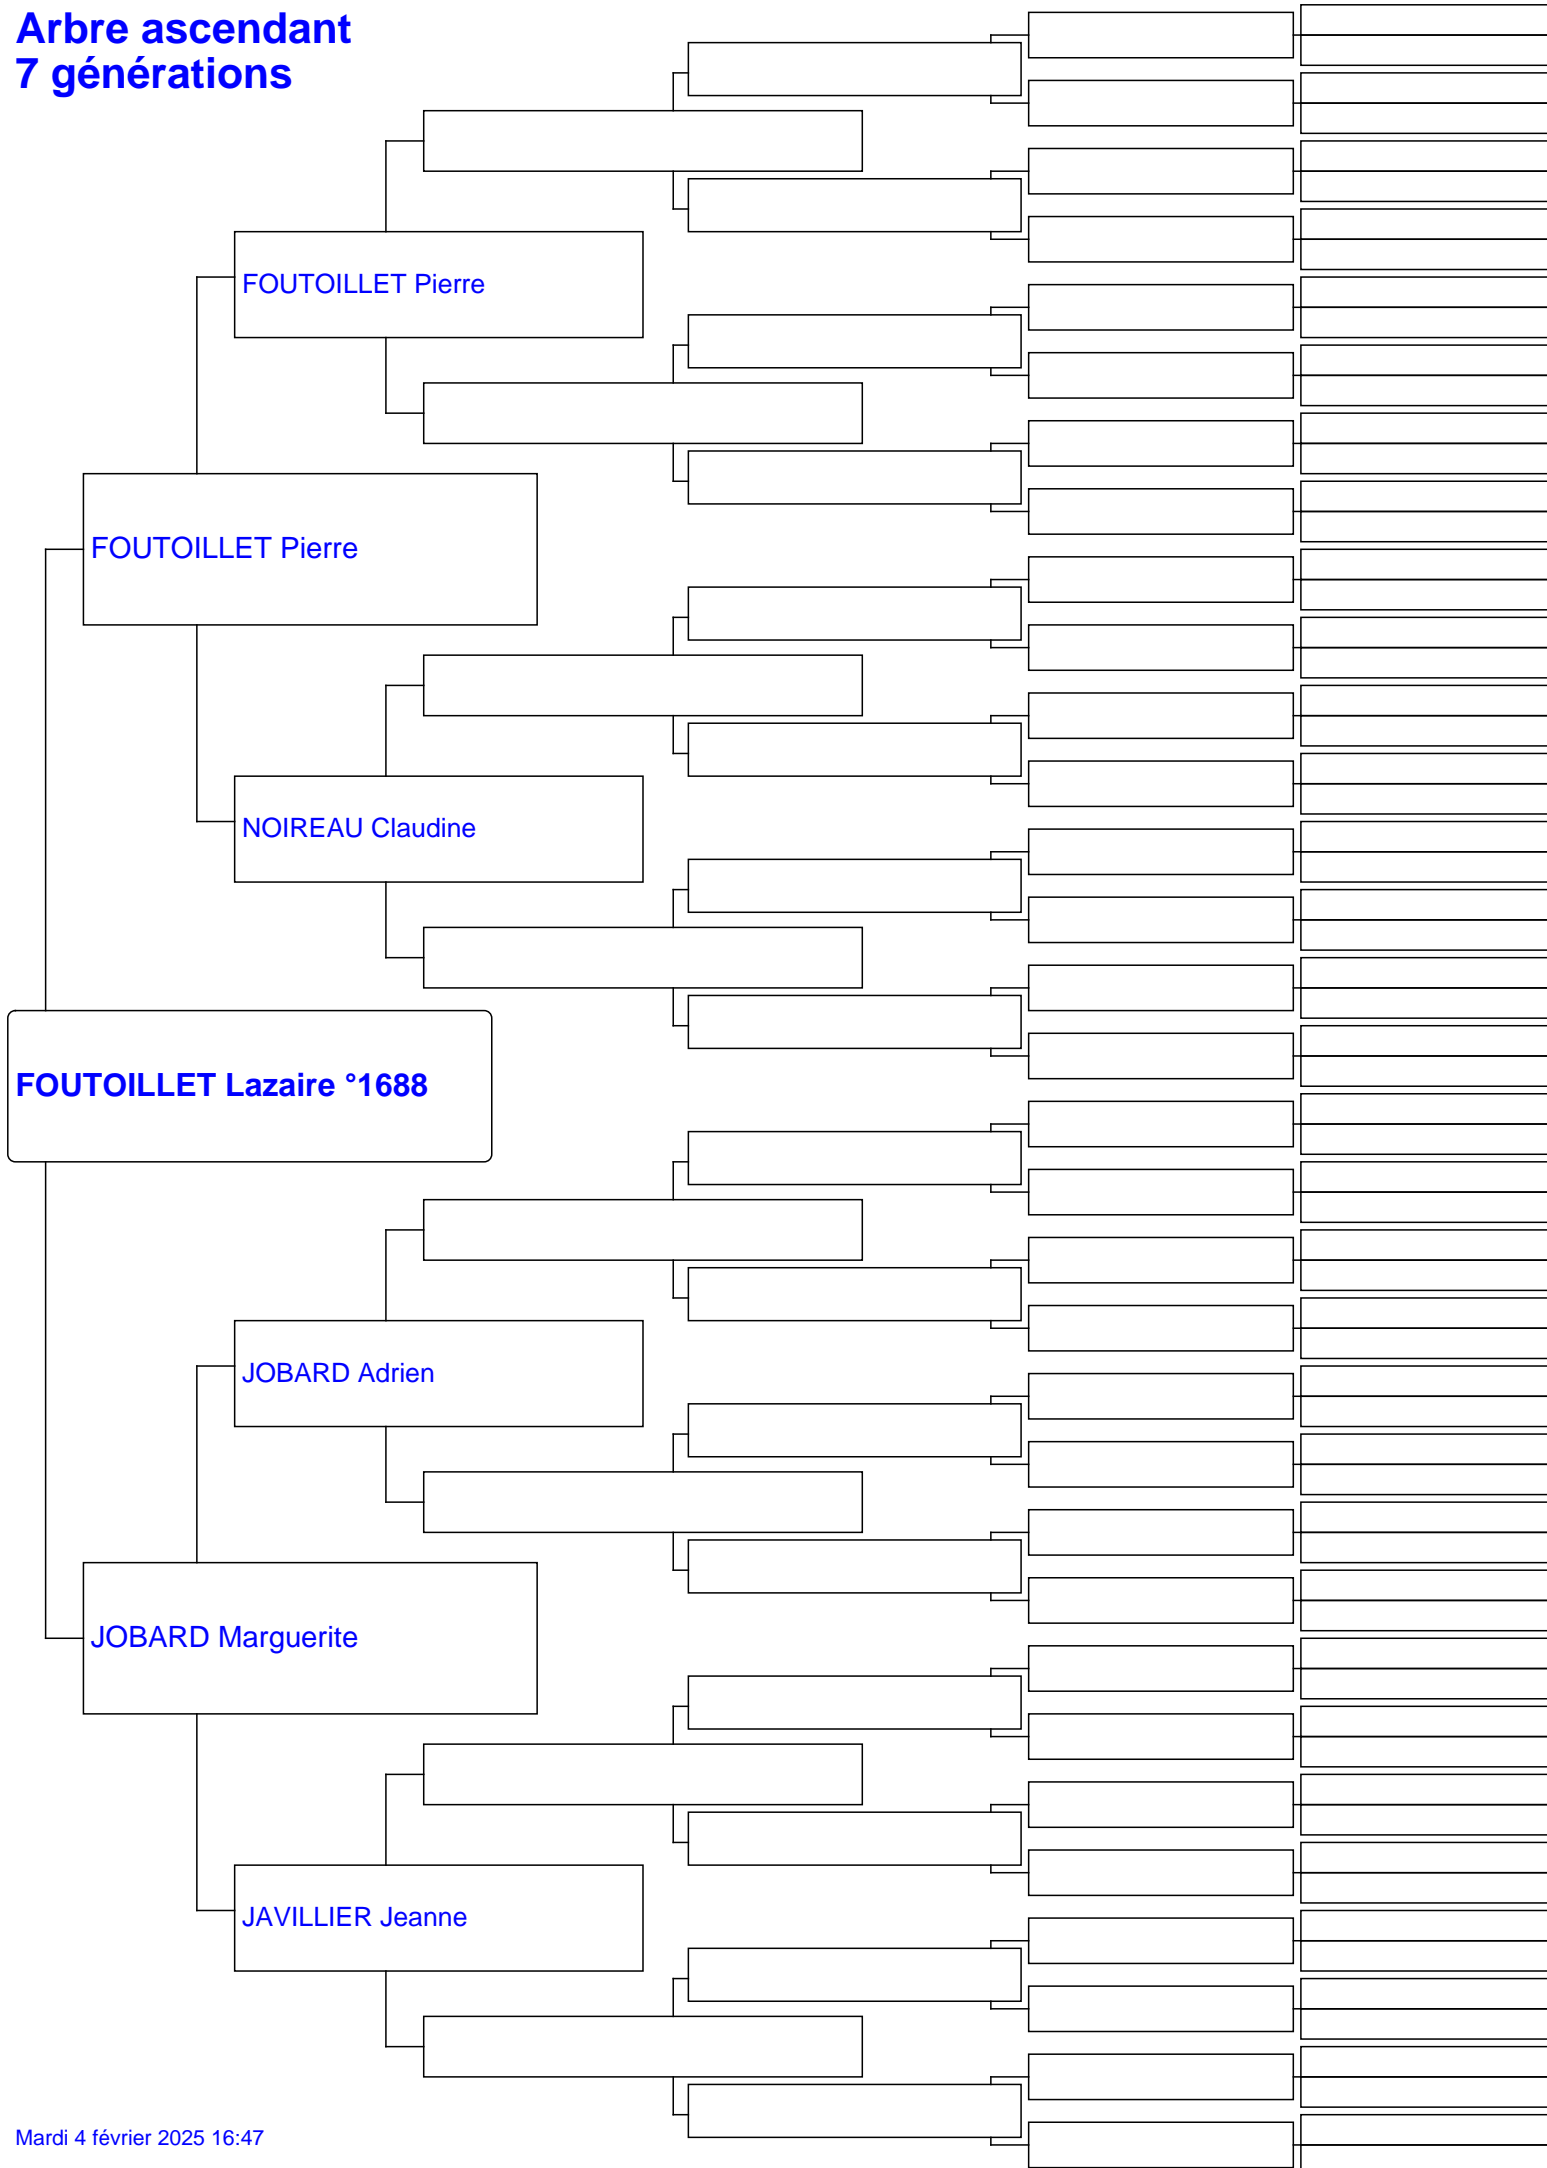 Arbre ascendant
7 générations
FOUTOILLET Pierre
FOUTOILLET Pierre
NOIREAU Claudine
FOUTOILLET Lazaire °1688
JOBARD Adrien
JOBARD Marguerite
JAVILLIER Jeanne
Mardi 4 février 2025 16:47